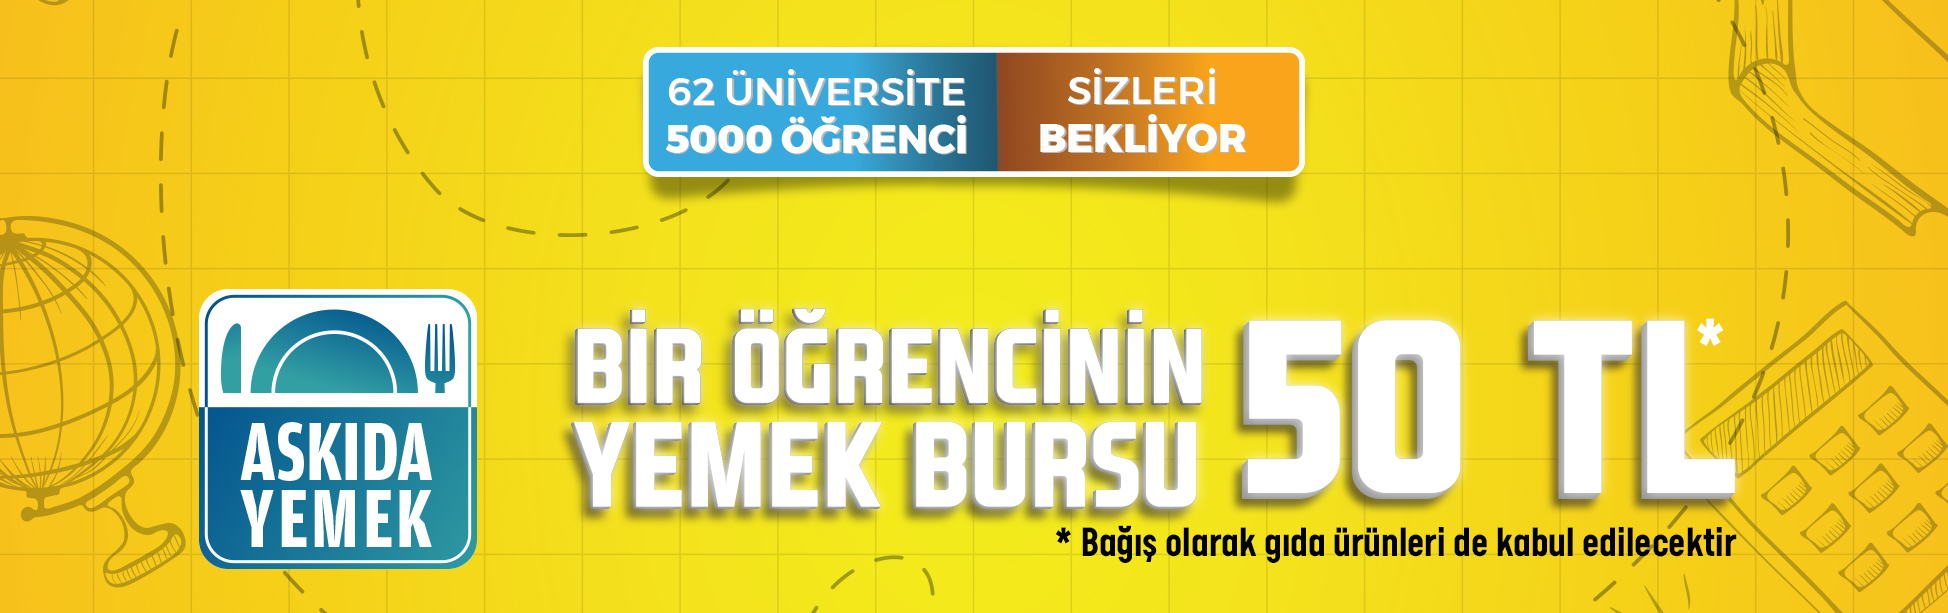 62 ÜNİVERSİTE
5000 ÖĞRENCİ
SİZLERİ
BEKLİYOR
ASKIDA
YEMEK
BİR ÖĞRENCİNİN
YEMEK BURSU
50 TL*
* Bağış olarak gıda ürünleri de kabul edilecektir